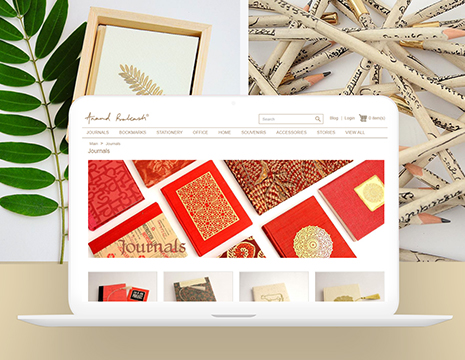 Anand Prakash
Search
Blog | Login
0 item(s)
JOURNALS BOOKMARKS STATIONERY OFFICE HOME SOUVENIRS ACCESSORIES STORIES VIEW ALL
Main > Journals
Journals
Journals